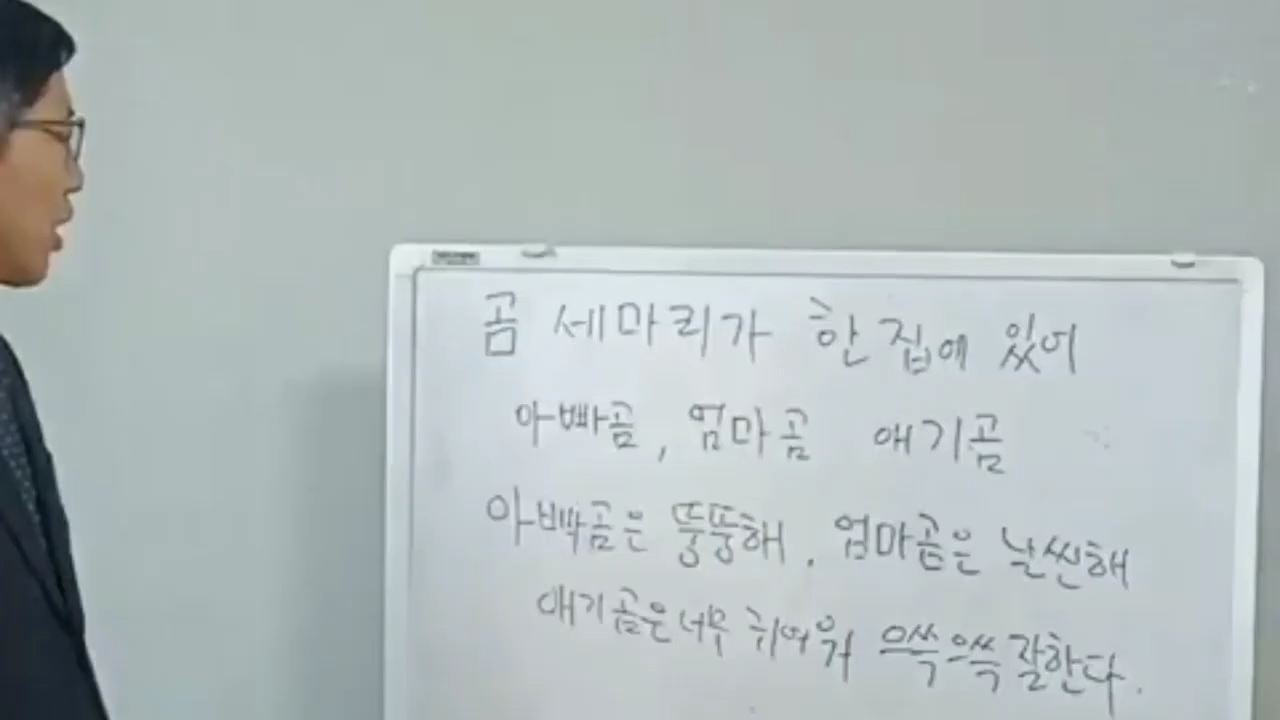 곰 세마리가 한 집에 있어
아빠곰, 엄마곰 애기곰
아빠곰은 뚱뚱해, 엄마곰은 날씬해
애기곰은 너무 귀여워 으쓱으쓱 잘한다.